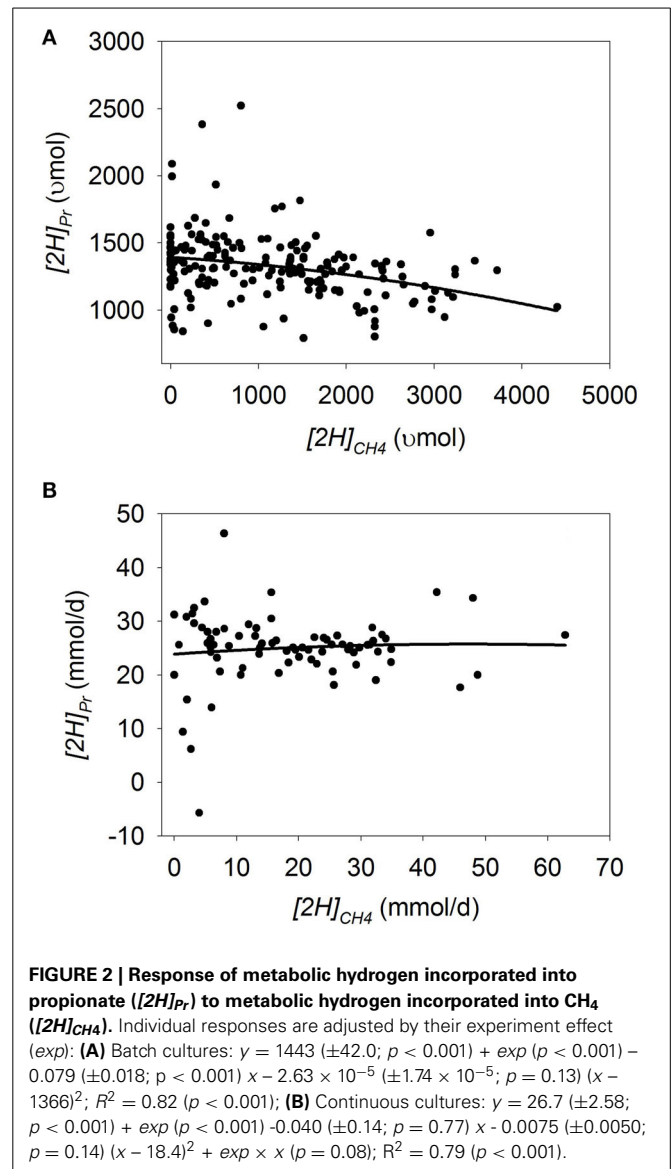 A
3000
2500
2000
1500
1000
[2H]Pr (υmol)
0 1000 2000 3000 4000 5000
[2H]CH4 (υmol)
B
50
40
30
20
10
0
-10
[2H]Pr (mmol/d)
0 10 20 30 40 50 60 70
[2H]CH4 (mmol/d)
FIGURE 2 | Response of metabolic hydrogen incorporated into
propionate ([2H]Pr) to metabolic hydrogen incorporated into CH4
([2H]CH4). Individual responses are adjusted by their experiment effect
(exp): (A) Batch cultures: y = 1443 (±42.0; p < 0.001) + exp (p < 0.001) –
0.079 (±0.018; p < 0.001) x – 2.63 × 10−5 (±1.74 × 10−5; p = 0.13) (x –
1366)2; R2 = 0.82 (p < 0.001); (B) Continuous cultures: y = 26.7 (±2.58;
p < 0.001) + exp (p < 0.001) -0.040 (±0.14; p = 0.77) x - 0.0075 (±0.0050;
p = 0.14) (x – 18.4)2 + exp × x (p = 0.08); R2 = 0.79 (p < 0.001).